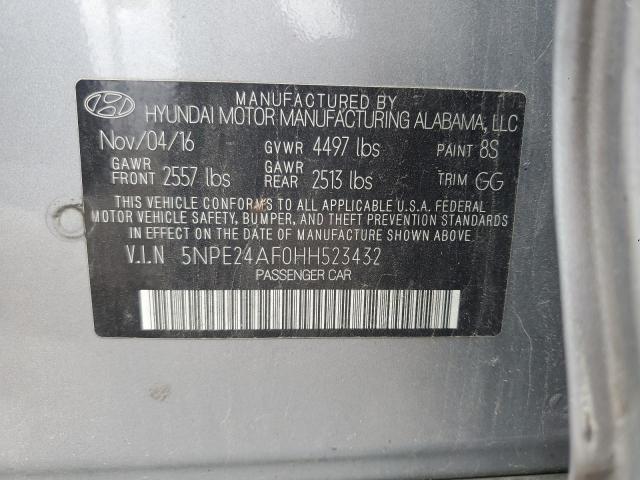 MANUFACTURED BY
HYUNDAI MOTOR MANUFACTURING ALABAMA, LLC
Nov/04/16 GVWR 4497 lbs PAINT 8S
GAWR FRONT 2557 lbs GAWR REAR 2513 lbs TRIM GG
THIS VEHICLE CONFORMS TO ALL APPLICABLE U.S.A. FEDERAL
MOTOR VEHICLE SAFETY, BUMPER, AND THEFT PREVENTION STANDARDS
IN EFFECT ON THE DATE OF MANUFACTURE SHOWN ABOVE.
V.I.N 5NPE24AF0HH523432
PASSENGER CAR